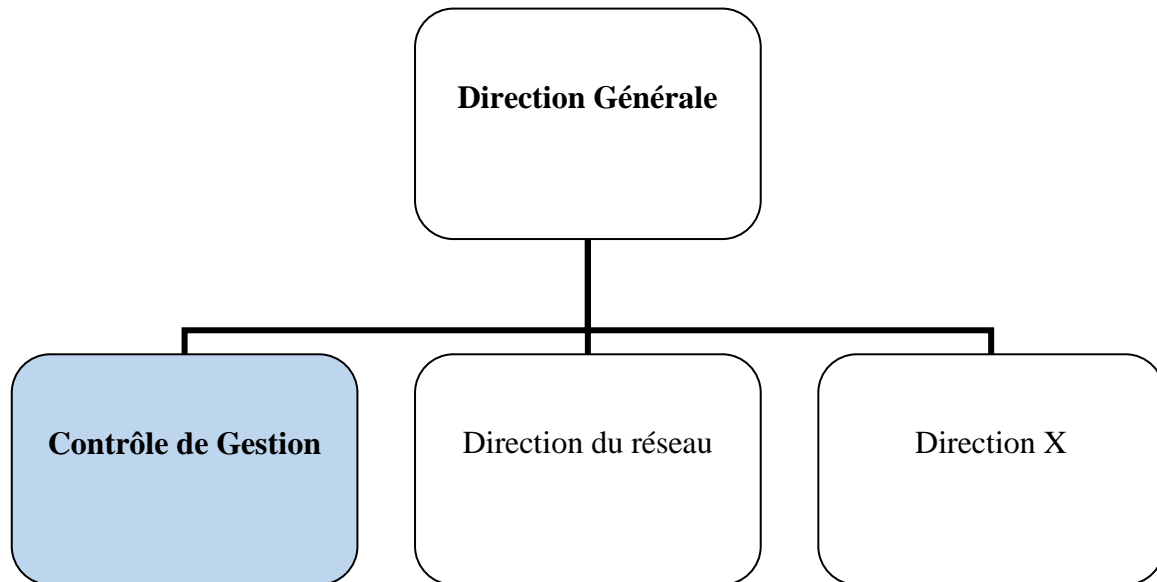 Direction Générale
Contrôle de Gestion
Direction du réseau
Direction X